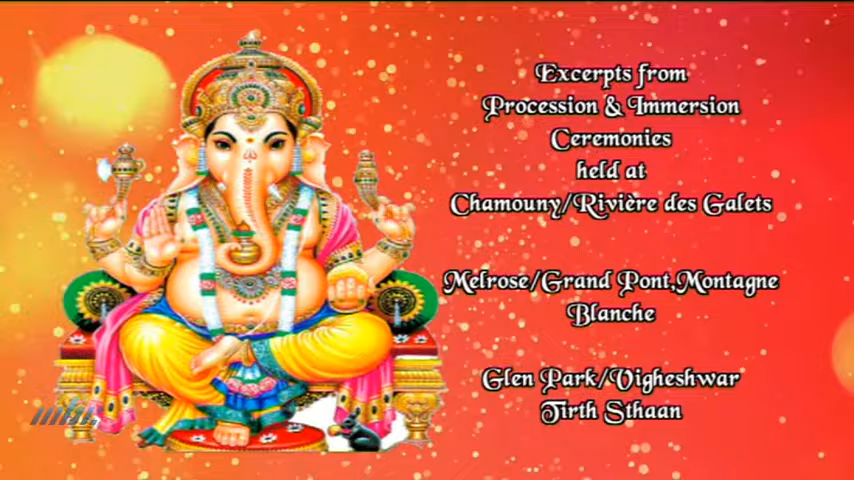 Excerpts from
Procession & Immersion
Ceremonies
held at
Chamouny/Rivière des Galets
Melrose/Grand Pont,Montagne
Blanche
Glen Park/Vigheshwar
Tirth Sthaan
mbc